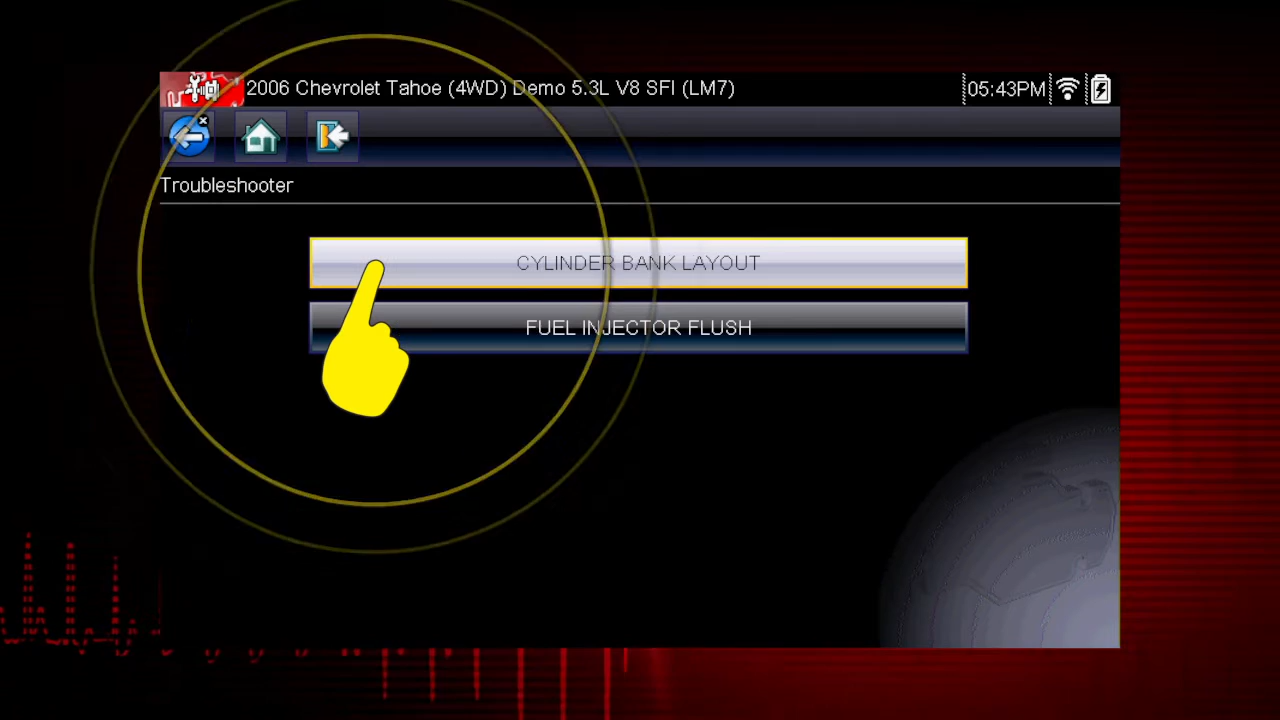 2006 Chevrolet Tahoe (4WD) Demo 5.3L V8 SFI (LM7) 05:43PM
Troubleshooter
CYLINDER BANK LAYOUT
FUEL INJECTOR FLUSH